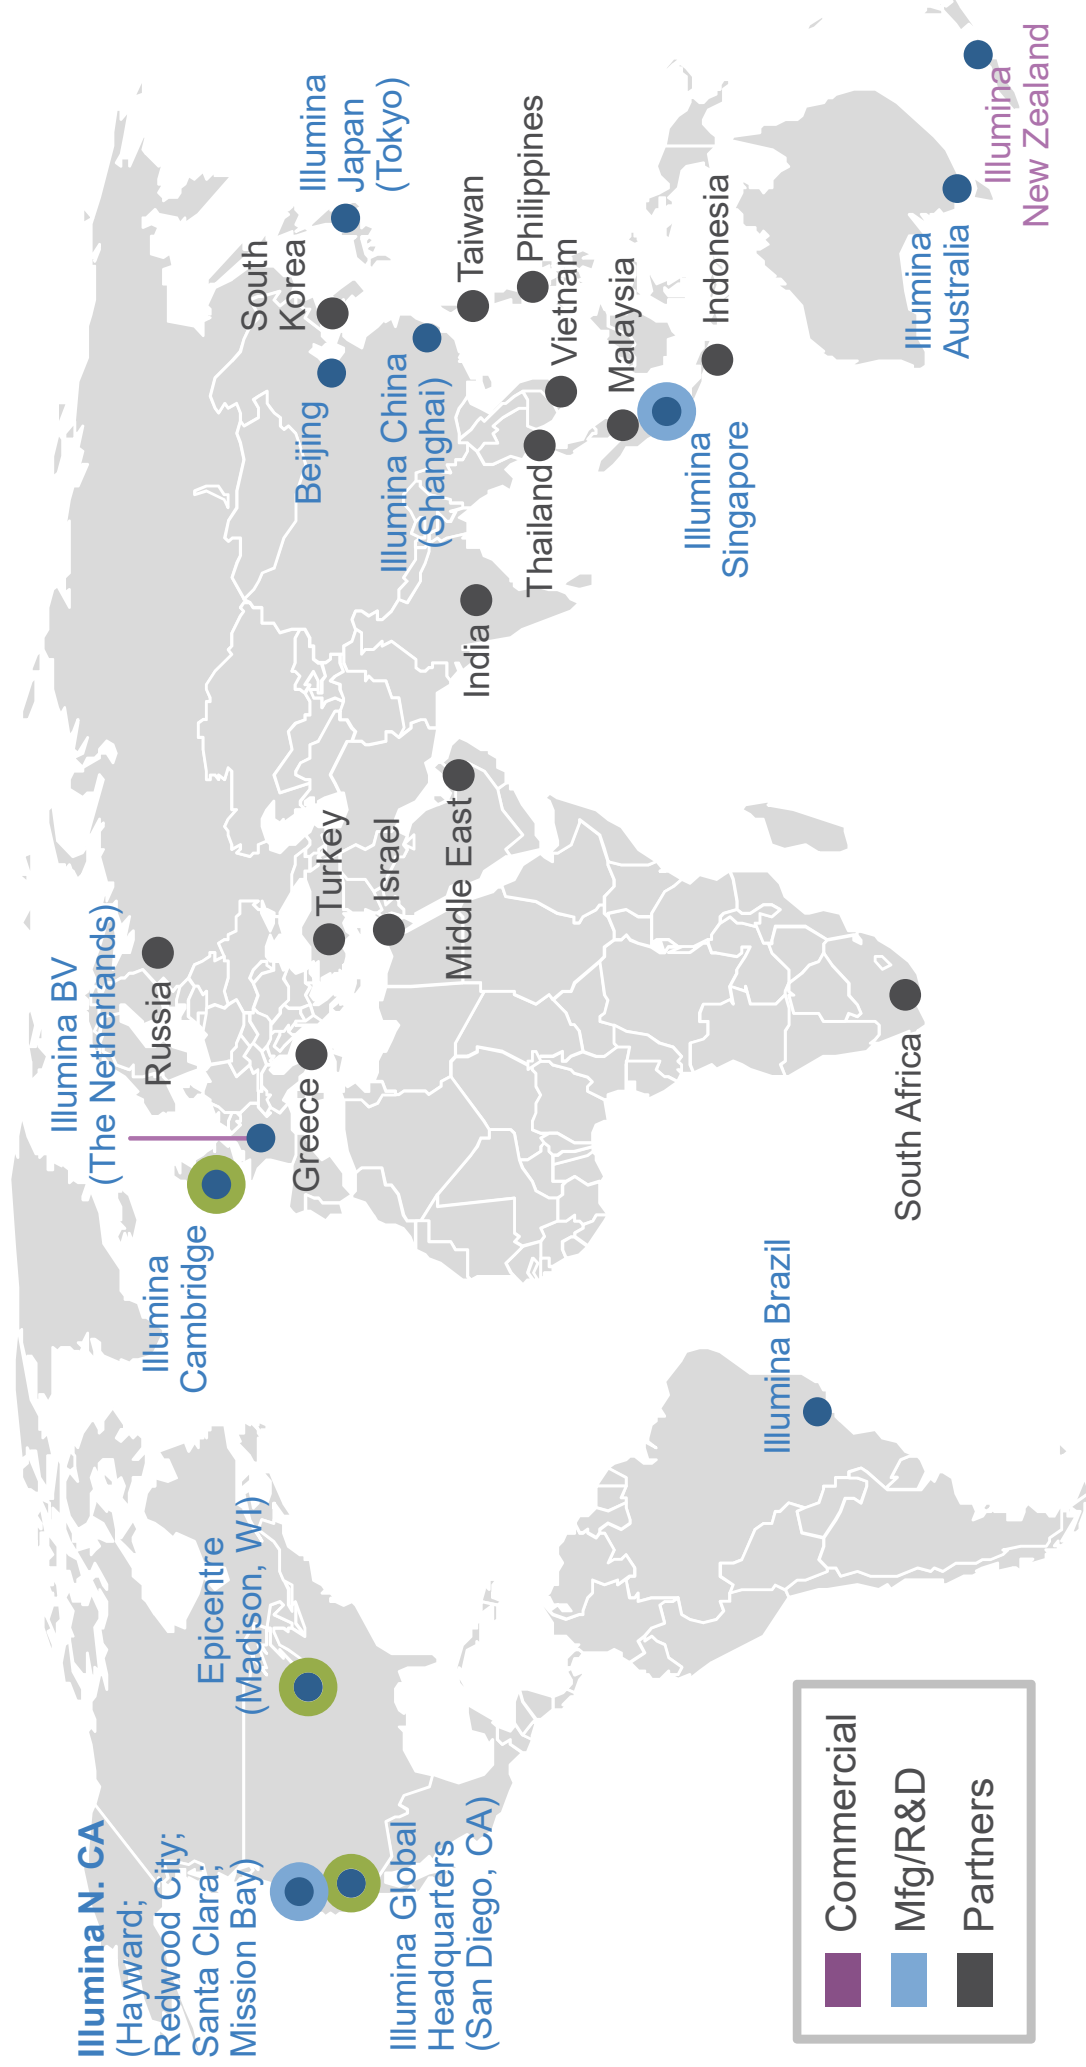 Illumina N. CA
(Hayward;
Redwood City;
Santa Clara;
Mission Bay)
Illumina Global
Headquarters
(San Diego, CA)
Epicentre
(Madison, WI)
Illumina
Cambridge
Illumina BV
(The Netherlands)
Russia
Greece
Turkey
Israel
Middle East
South Africa
Illumina Brazil
India
Beijing
South
Korea
Illumina
Japan
(Tokyo)
Illumina China
(Shanghai)
Taiwan
Philippines
Vietnam
Thailand
Malaysia
Indonesia
Illumina
Singapore
Illumina
Australia
Illumina
New Zealand
Commercial
Mfg/R&D
Partners